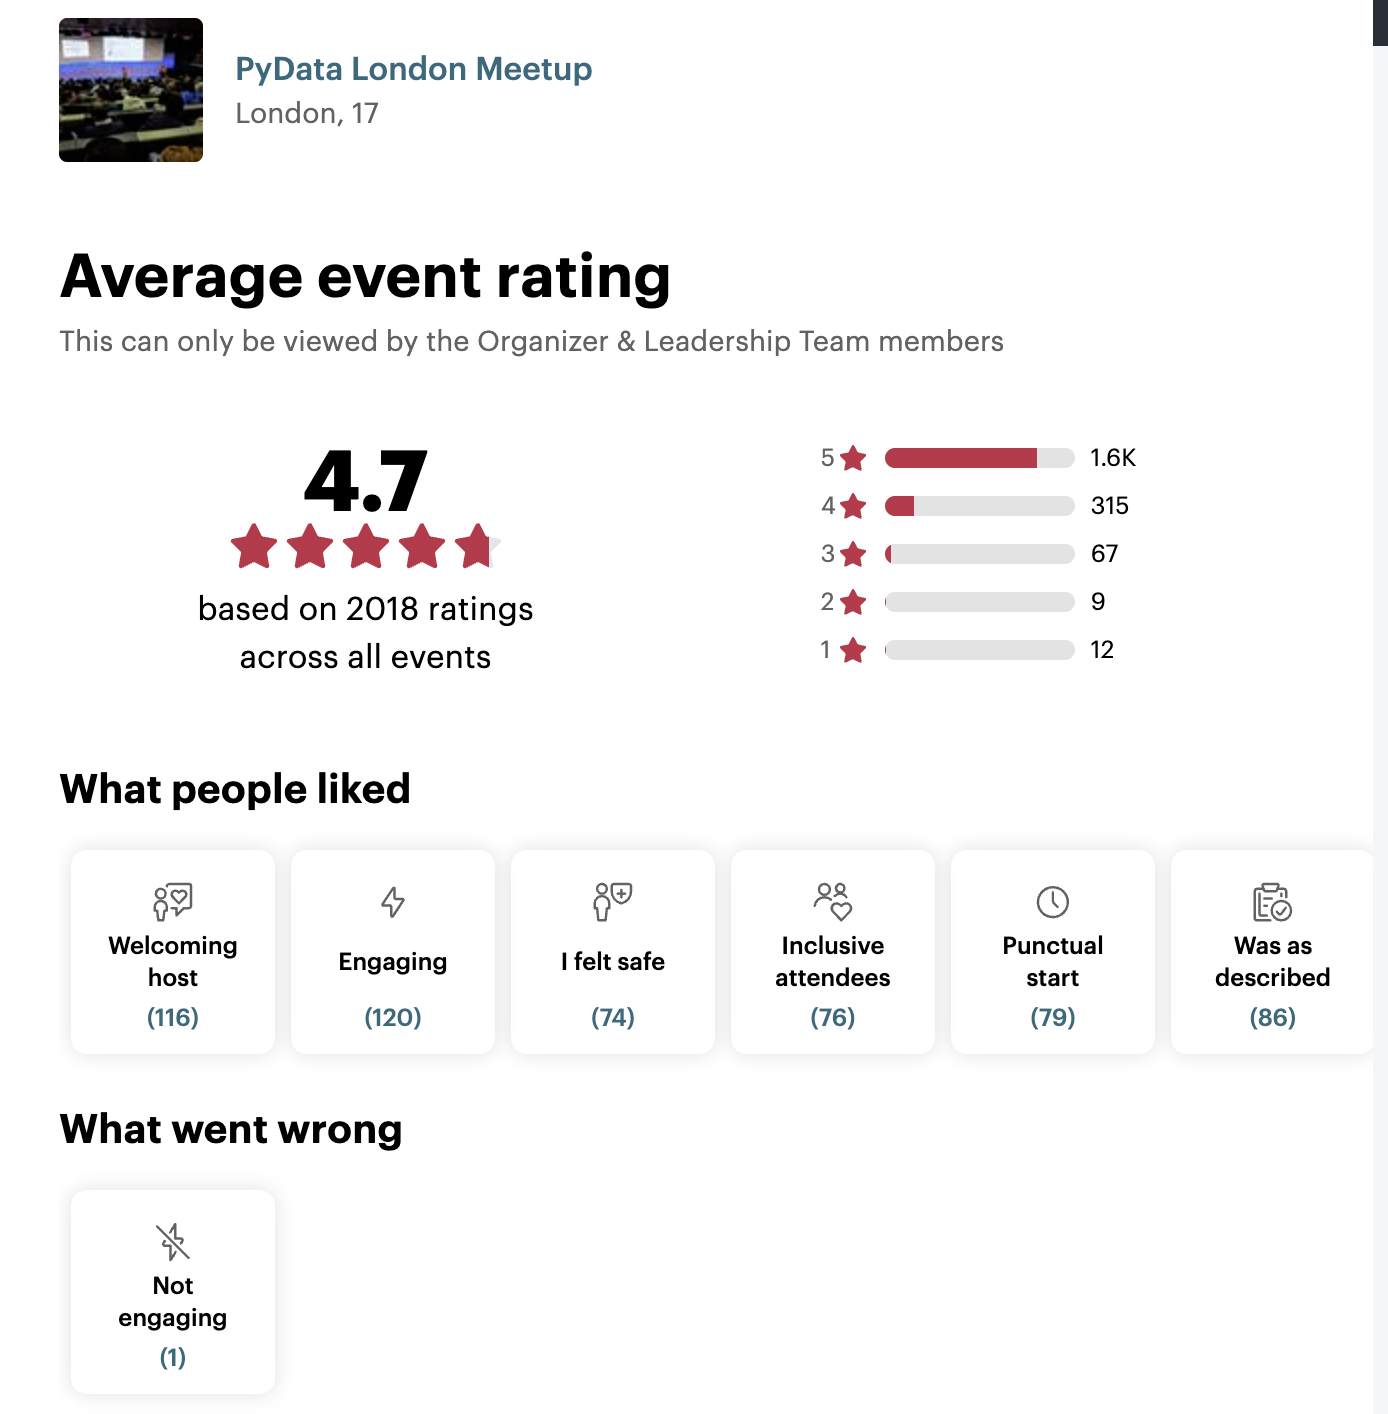 PyData London Meetup
London, 17
Average event rating
This can only be viewed by the Organizer & Leadership Team members
4.7
based on 2018 ratings
across all events
5 1.6K
4 315
3 67
2 9
1 12
What people liked
Welcoming
host
(116)
Engaging
(120)
I felt safe
(74)
Inclusive
attendees
(76)
Punctual
start
(79)
Was as
described
(86)
What went wrong
Not
engaging
(1)